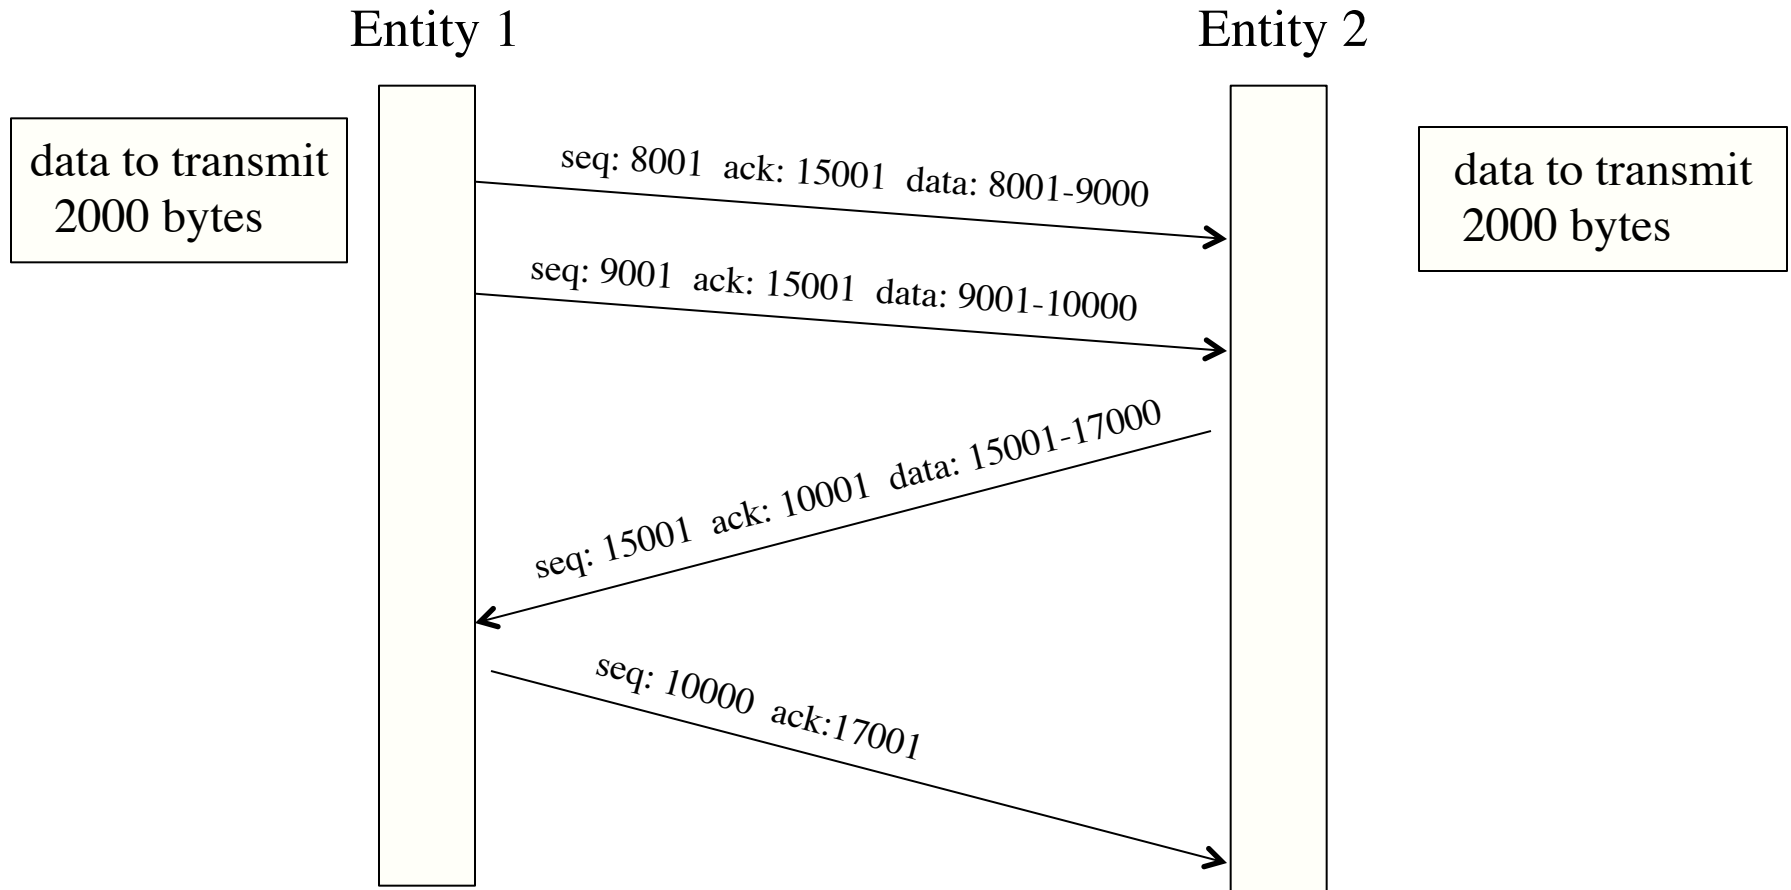 Entity 1
Entity 2
data to transmit
2000 bytes
data to transmit
2000 bytes
seq: 8001 ack: 15001 data: 8001-9000
seq: 9001 ack: 15001 data: 9001-10000
seq: 15001 ack: 10001 data: 15001-17000
seq: 10000 ack:17001